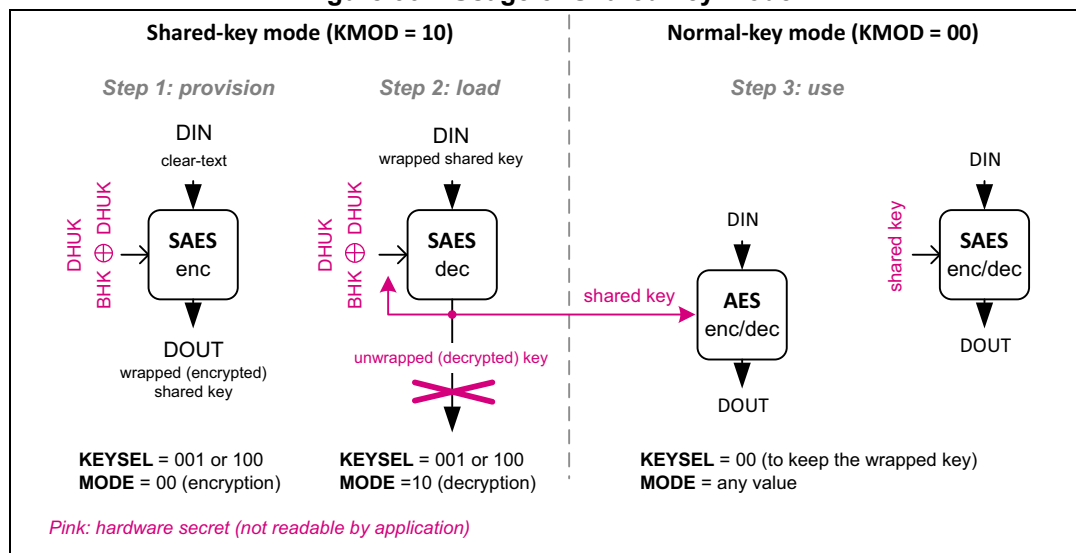 Shared-key mode (KMOD = 10)
Normal-key mode (KMOD = 00)
Step 1: provision
Step 2: load
Step 3: use
DIN
clear-text
DHUK
BHK ⊕ DHUK
SAES
enc
DOUT
wrapped (encrypted)
shared key
DIN
wrapped shared key
DHUK
BHK ⊕ DHUK
SAES
dec
unwrapped (decrypted) key
shared key
DIN
AES
enc/dec
DOUT
DIN
shared key
SAES
enc/dec
DOUT
KEYSEL = 001 or 100
MODE = 00 (encryption)
KEYSEL = 001 or 100
MODE =10 (decryption)
KEYSEL = 00 (to keep the wrapped key)
MODE = any value
Pink: hardware secret (not readable by application)